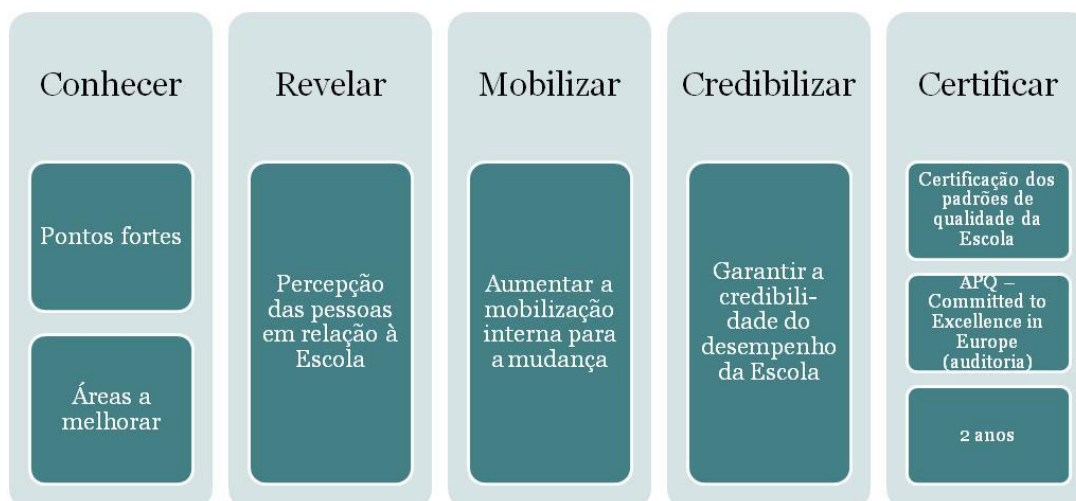 Conhecer
Pontos fortes
Áreas a
melhorar
Revelar
Percepção
das pessoas
em relação à
Escola
Mobilizar
Aumentar a
mobilização
interna para
a mudança
Credibilizar
Garantir a
credibili-
dade do
desempenho
da Escola
Certificar
Certificação dos
padrões de
qualidade da
Escola
APQ –
Committed to
Excellence in
Europe
(auditoria)
2 anos